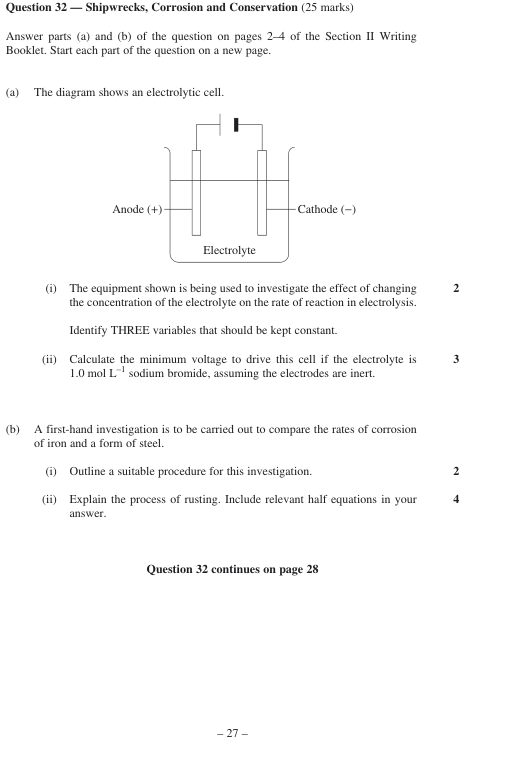 Question 32 — Shipwrecks, Corrosion and Conservation (25 marks)
Answer parts (a) and (b) of the question on pages 2–4 of the Section II Writing
Booklet. Start each part of the question on a new page.
(a) The diagram shows an electrolytic cell.
Anode (+)
Cathode (−)
Electrolyte
(i) The equipment shown is being used to investigate the effect of changing 2
the concentration of the electrolyte on the rate of reaction in electrolysis.
Identify THREE variables that should be kept constant.
(ii) Calculate the minimum voltage to drive this cell if the electrolyte is 3
1.0 mol L⁻¹ sodium bromide, assuming the electrodes are inert.
(b) A first-hand investigation is to be carried out to compare the rates of corrosion
of iron and a form of steel.
(i) Outline a suitable procedure for this investigation. 2
(ii) Explain the process of rusting. Include relevant half equations in your 4
answer.
Question 32 continues on page 28
– 27 –